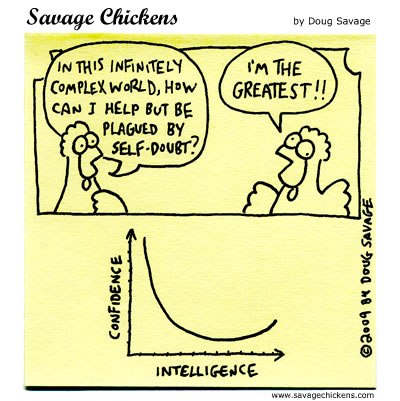 Savage Chickens
by Doug Savage
IN THIS INFINITELY
COMPLEX WORLD, HOW
CAN I HELP BUT BE
PLAGUED BY
SELF-DOUBT?
I'M THE
GREATEST!!
CONFIDENCE
INTELLIGENCE
©2009 BY DOUG SAVAGE
www.savagechickens.com